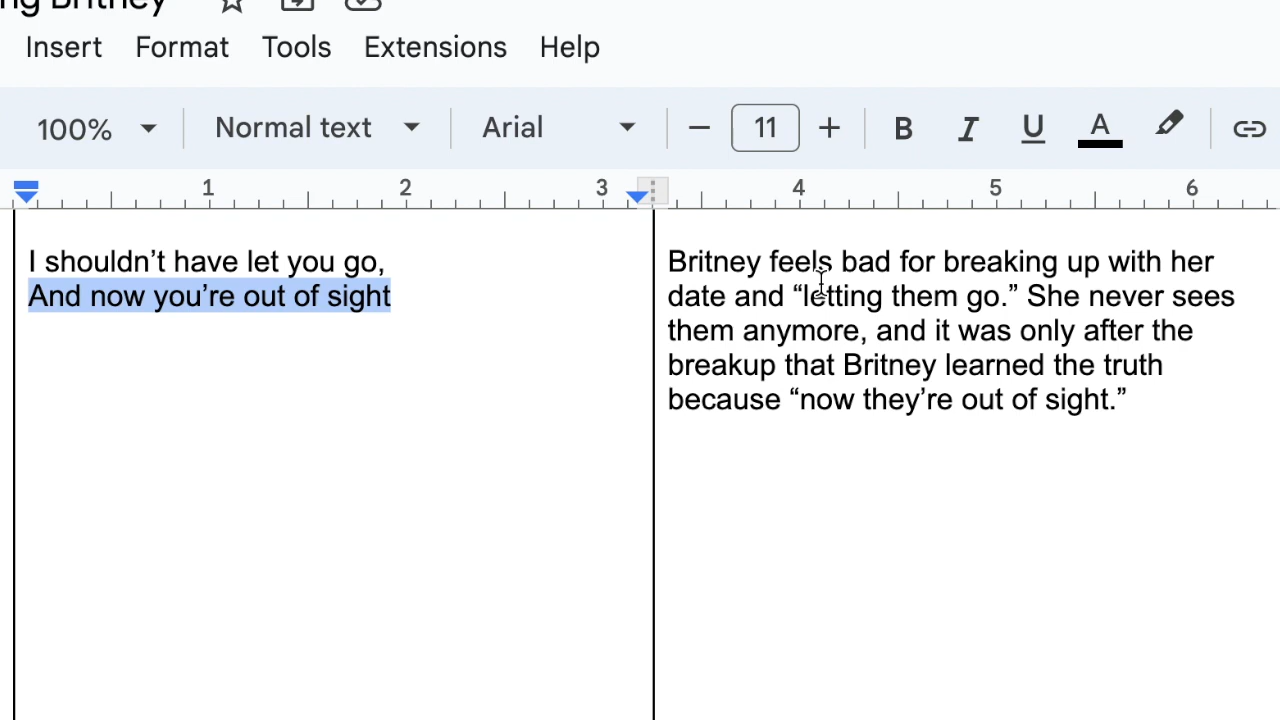 ng Britney
Insert Format Tools Extensions Help
100% Normal text Arial − 11 + B I U A
1 2 3 4 5 6
I shouldn’t have let you go,
And now you’re out of sight
Britney feels bad for breaking up with her
date and “letting them go.” She never sees
them anymore, and it was only after the
breakup that Britney learned the truth
because “now they’re out of sight.”